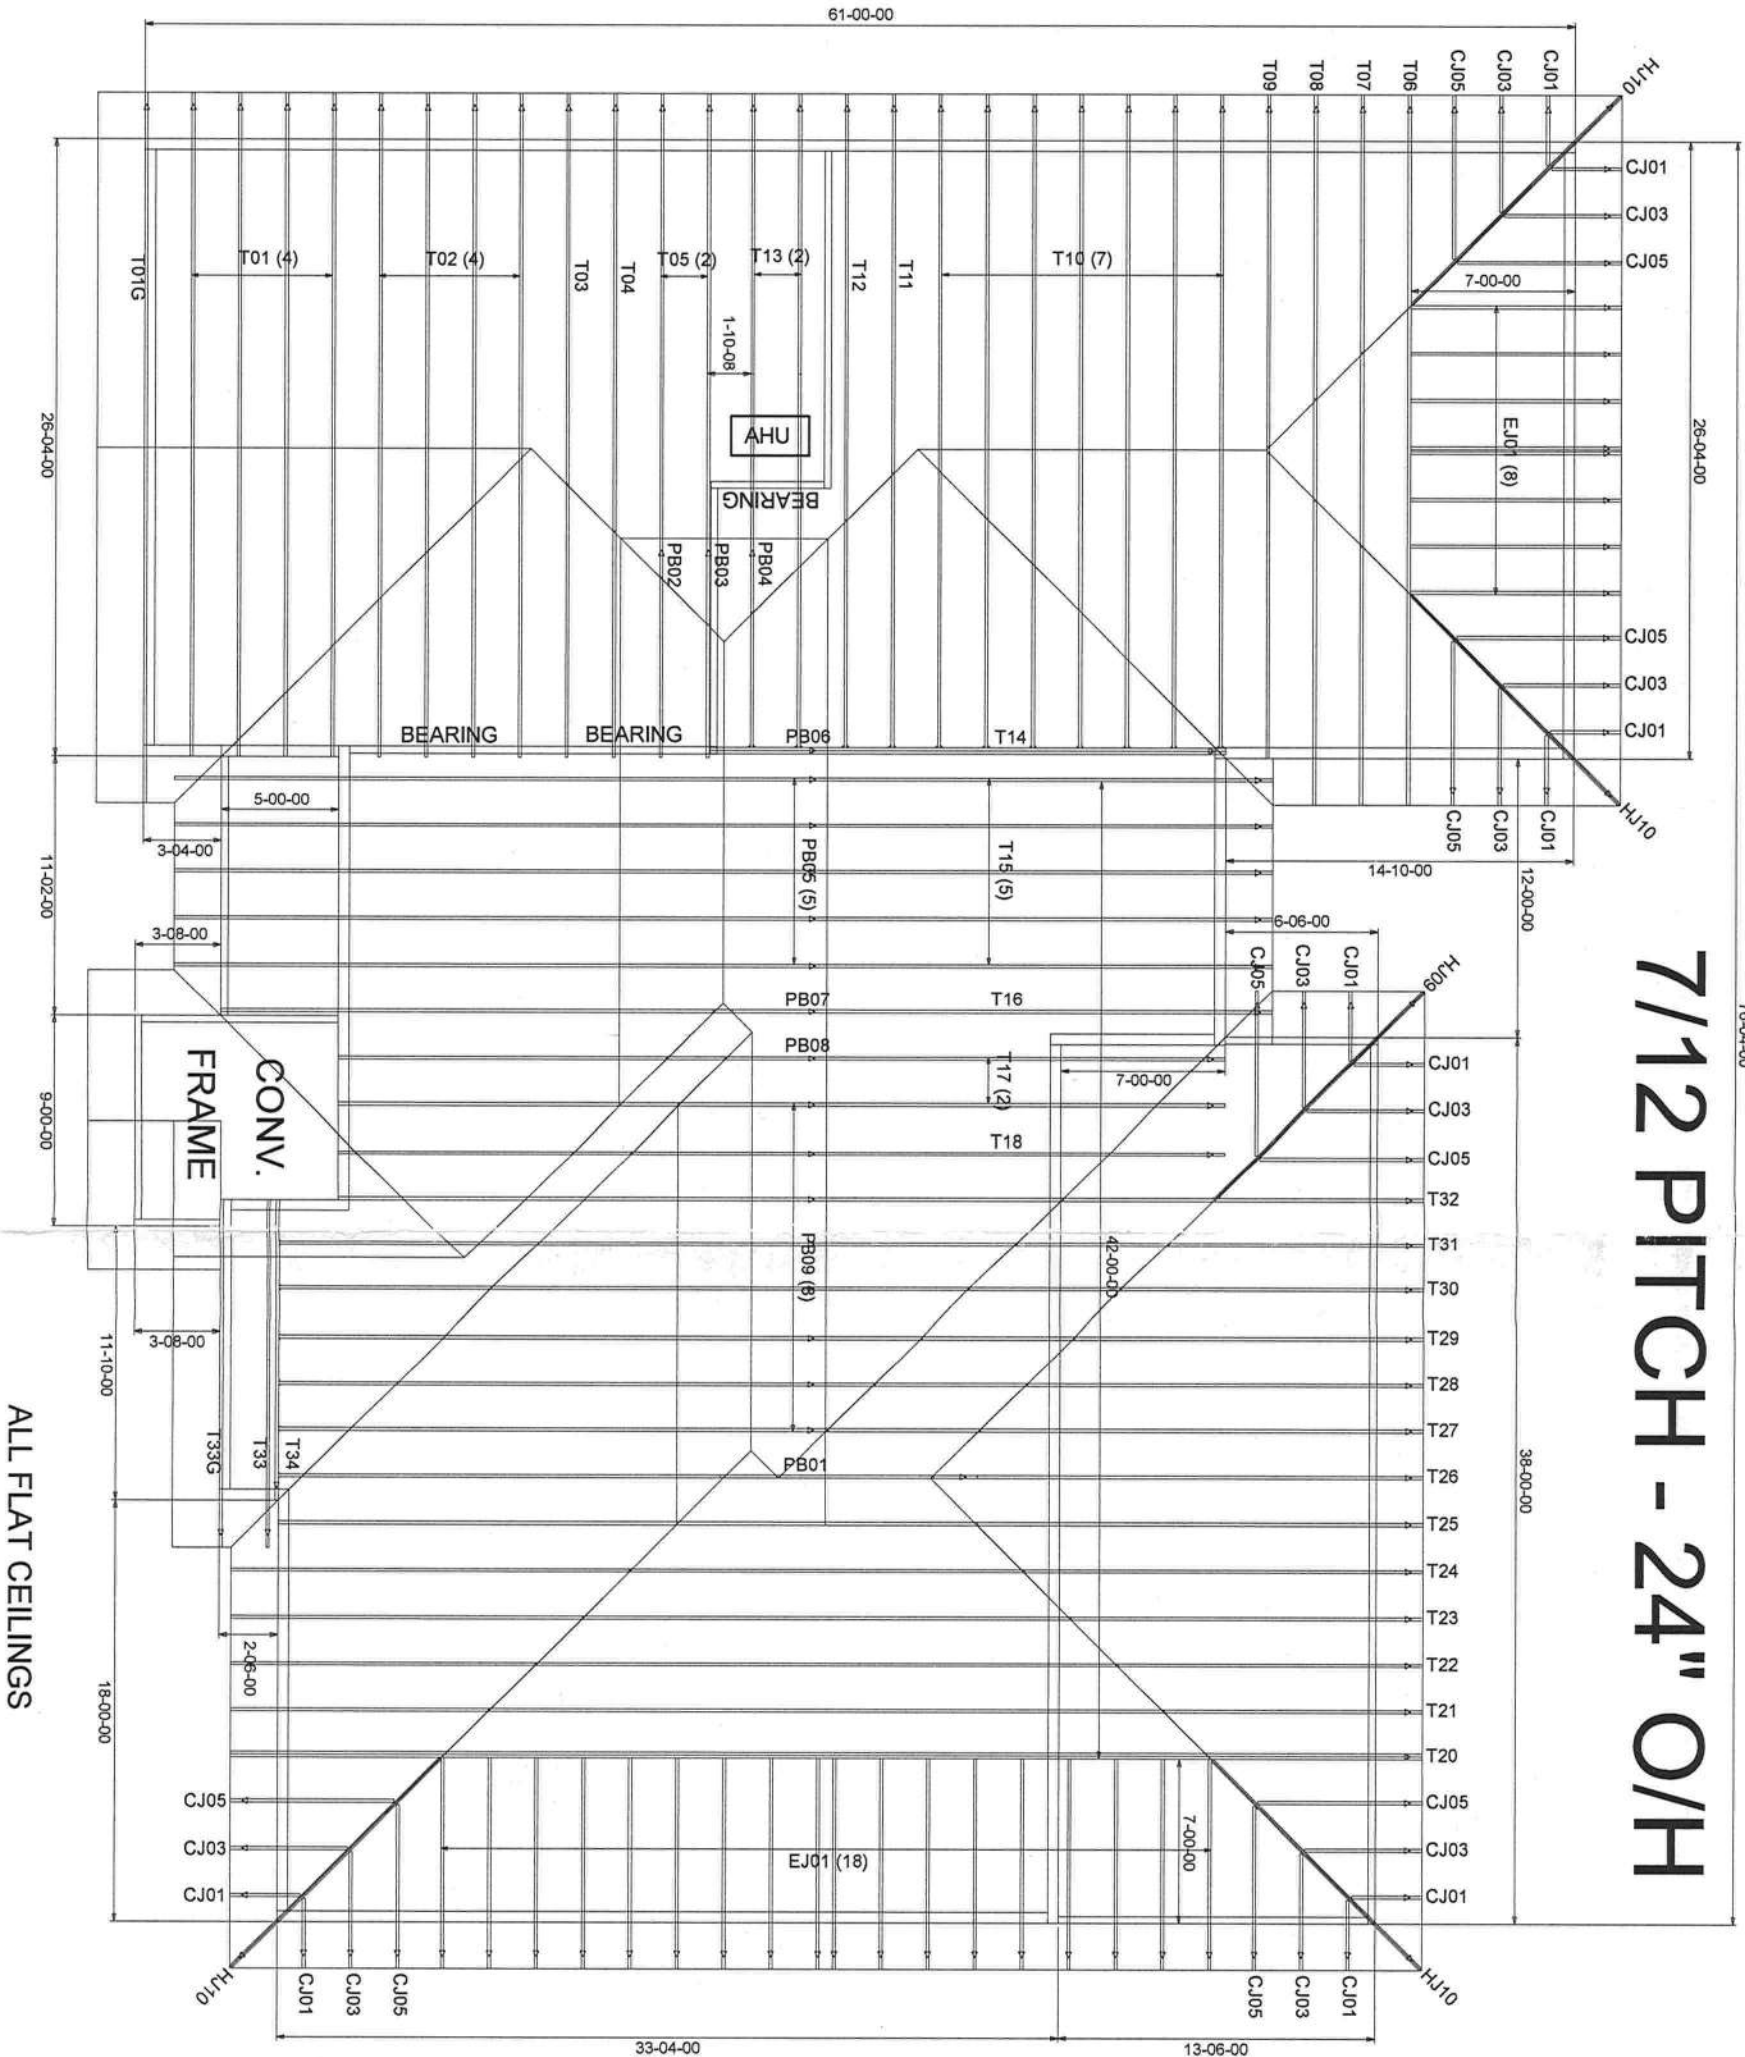 61-00-00
T09
T08
T07
T06
CJ05
CJ03
CJ01
HJ10
CJ01
CJ03
CJ05
7-00-00
26-04-00
EJ01 (8)
T01G
T01 (4)
T02 (4)
T03
T04
T05 (2)
T13 (2)
T12
T11
T10 (7)
1-10-08
AHU
BEARING
26-04-00
PB02
PB03
PB04
CJ05
CJ03
CJ01
HJ10
BEARING
BEARING
PB06
T14
5-00-00
3-04-00
PB05 (5)
T15 (5)
CJ05
CJ03
CJ01
14-10-00
12-00-00
11-02-00
3-08-00
6-06-00
CJ05
CJ03
CJ01
HJ09
PB07
T16
PB08
T17 (2)
7-00-00
CJ01
CJ03
CJ05
T18
CONV.
FRAME
9-00-00
T32
T31
T30
T29
T28
T27
T26
T25
T24
T23
T22
T21
T20
PB09 (8)
42-00-00
38-00-00
3-08-00
11-10-00
T33G
T33
T34
PB01
2-06-00
18-00-00
7-00-00
EJ01 (18)
CJ05
CJ03
CJ01
HJ10
CJ01
CJ03
CJ05
CJ05
CJ03
CJ01
CJ05
CJ03
CJ01
HJ10
33-04-00
13-06-00
7/12 PITCH - 24" O/H
ALL FLAT CEILINGS